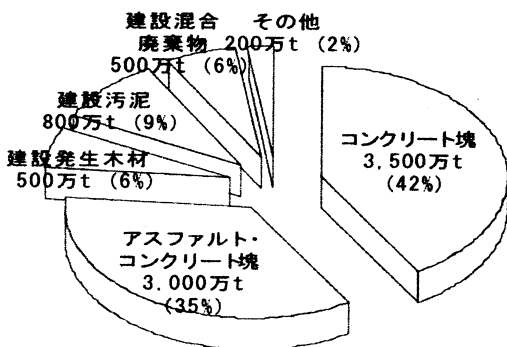 建設混合
廃棄物
500万t (6%)
その他
200万t (2%)
建設汚泥
800万t (9%)
建設発生木材
500万t (6%)
コンクリート塊
3,500万t
(42%)
アスファルト・
コンクリート塊
3,000万t
(35%)